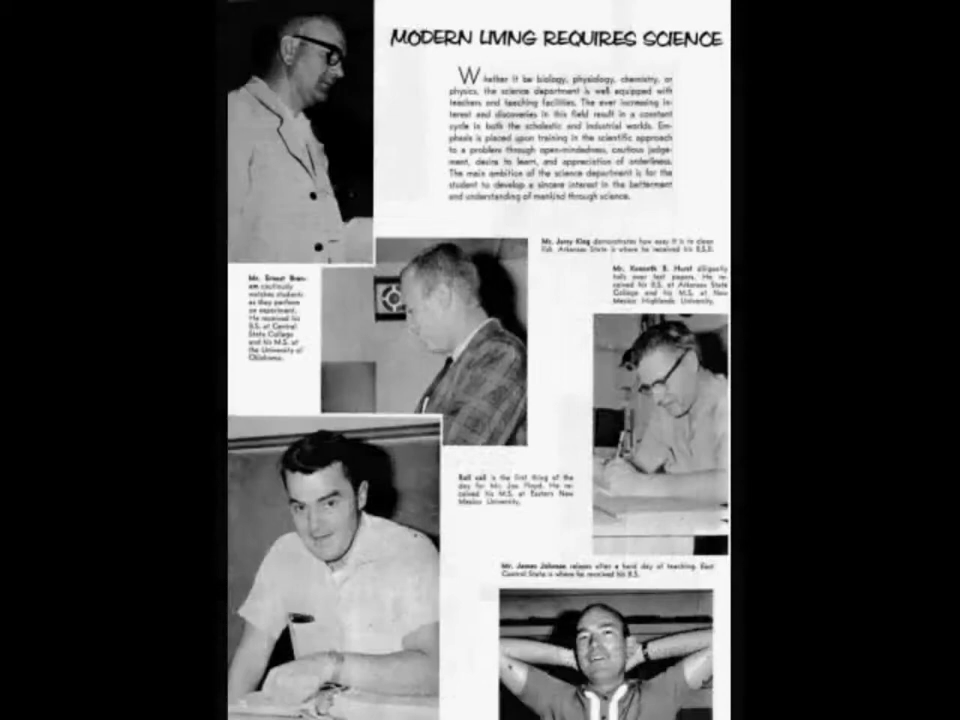 MODERN LIVING REQUIRES SCIENCE
Whether it be biology, physiology, chemistry, or
physics, the science department is well equipped with
teachers and teaching facilities. The ever increasing in-
terest and discoveries in this field result in a constant
cycle in both the scholastic and industrial worlds. Em-
phasis is placed upon training in the scientific approach
to a problem through open-mindedness, cautious judge-
ment, desire to learn, and appreciation of orderliness.
The main ambition of the science department is for the
student to develop a sincere interest in the betterment
and understanding of mankind through science.
Mr. Jerry King demonstrates how easy it is to clean
fish. Arkansas State is where he received his B.S.E.
Mr. Kenneth B. Hurst diligently
toils over test papers. He re-
ceived his B.S. at Arkansas State
College and his M.S. at New
Mexico Highlands University.
Mr. Ernest
cautiously
watches students
as they perform
an experiment.
He received his
B.S. at Central
State College
and his M.S. at
the University of
Oklahoma.
Roll call is the first thing of the
day for Mr. Joe Floyd. He re-
ceived his M.S. at Eastern New
Mexico University.
Mr. James Johnson relaxes after a hard day of teaching. East
Central State is where he received his B.S.